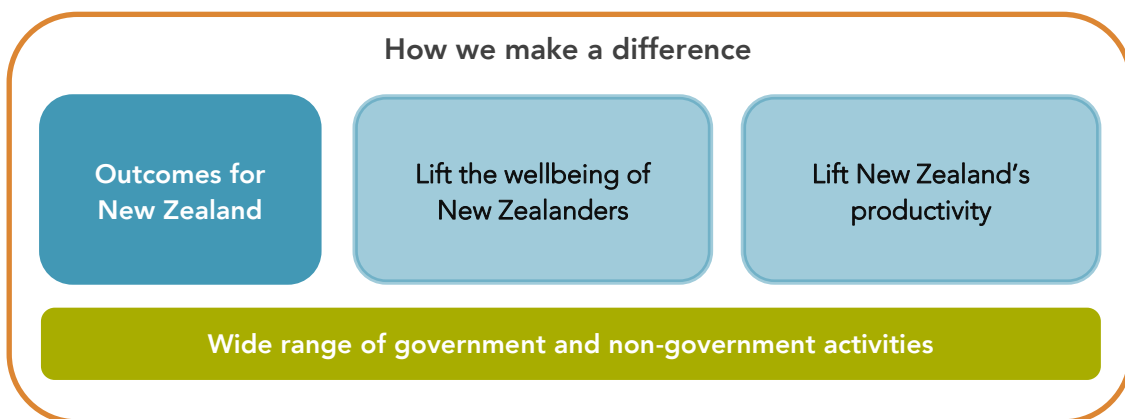 How we make a difference
Outcomes for
New Zealand
Lift the wellbeing of
New Zealanders
Lift New Zealand's
productivity
Wide range of government and non-government activities